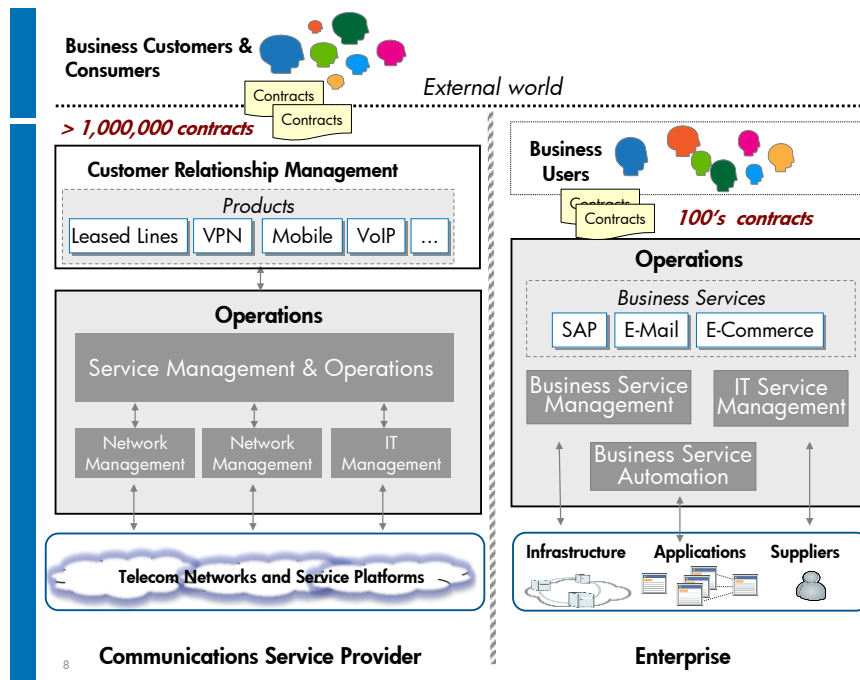 Business Customers &
Consumers
External world
Contracts
Contracts
> 1,000,000 contracts
Customer Relationship Management
Products
Leased Lines
VPN
Mobile
VoIP
...
Operations
Service Management & Operations
Network
Management
Network
Management
IT
Management
Telecom Networks and Service Platforms
Communications Service Provider
8
Business
Users
Contracts
Contracts
100's contracts
Operations
Business Services
SAP
E-Mail
E-Commerce
Business Service
Management
IT Service
Management
Business Service
Automation
Infrastructure
Applications
Suppliers
Enterprise